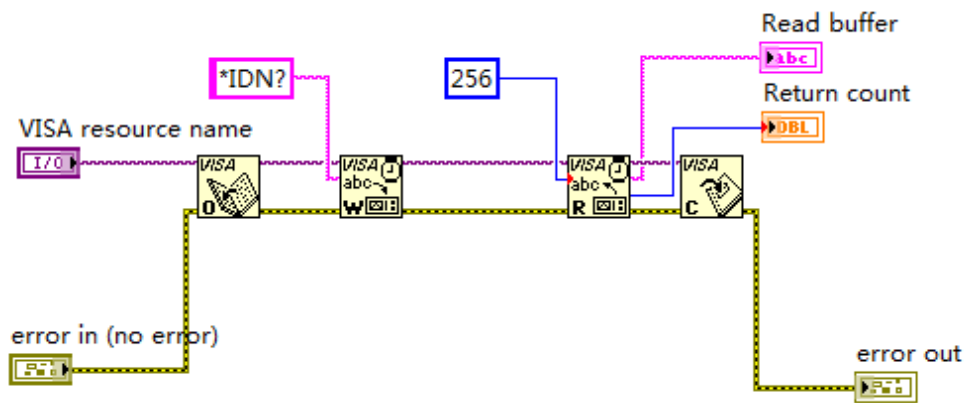 Read buffer
abc
*IDN?
256
Return count
DBL
VISA resource name
I/O
VISA
O
VISA
abc
W
VISA
abc
R
VISA
C
error in (no error)
error out